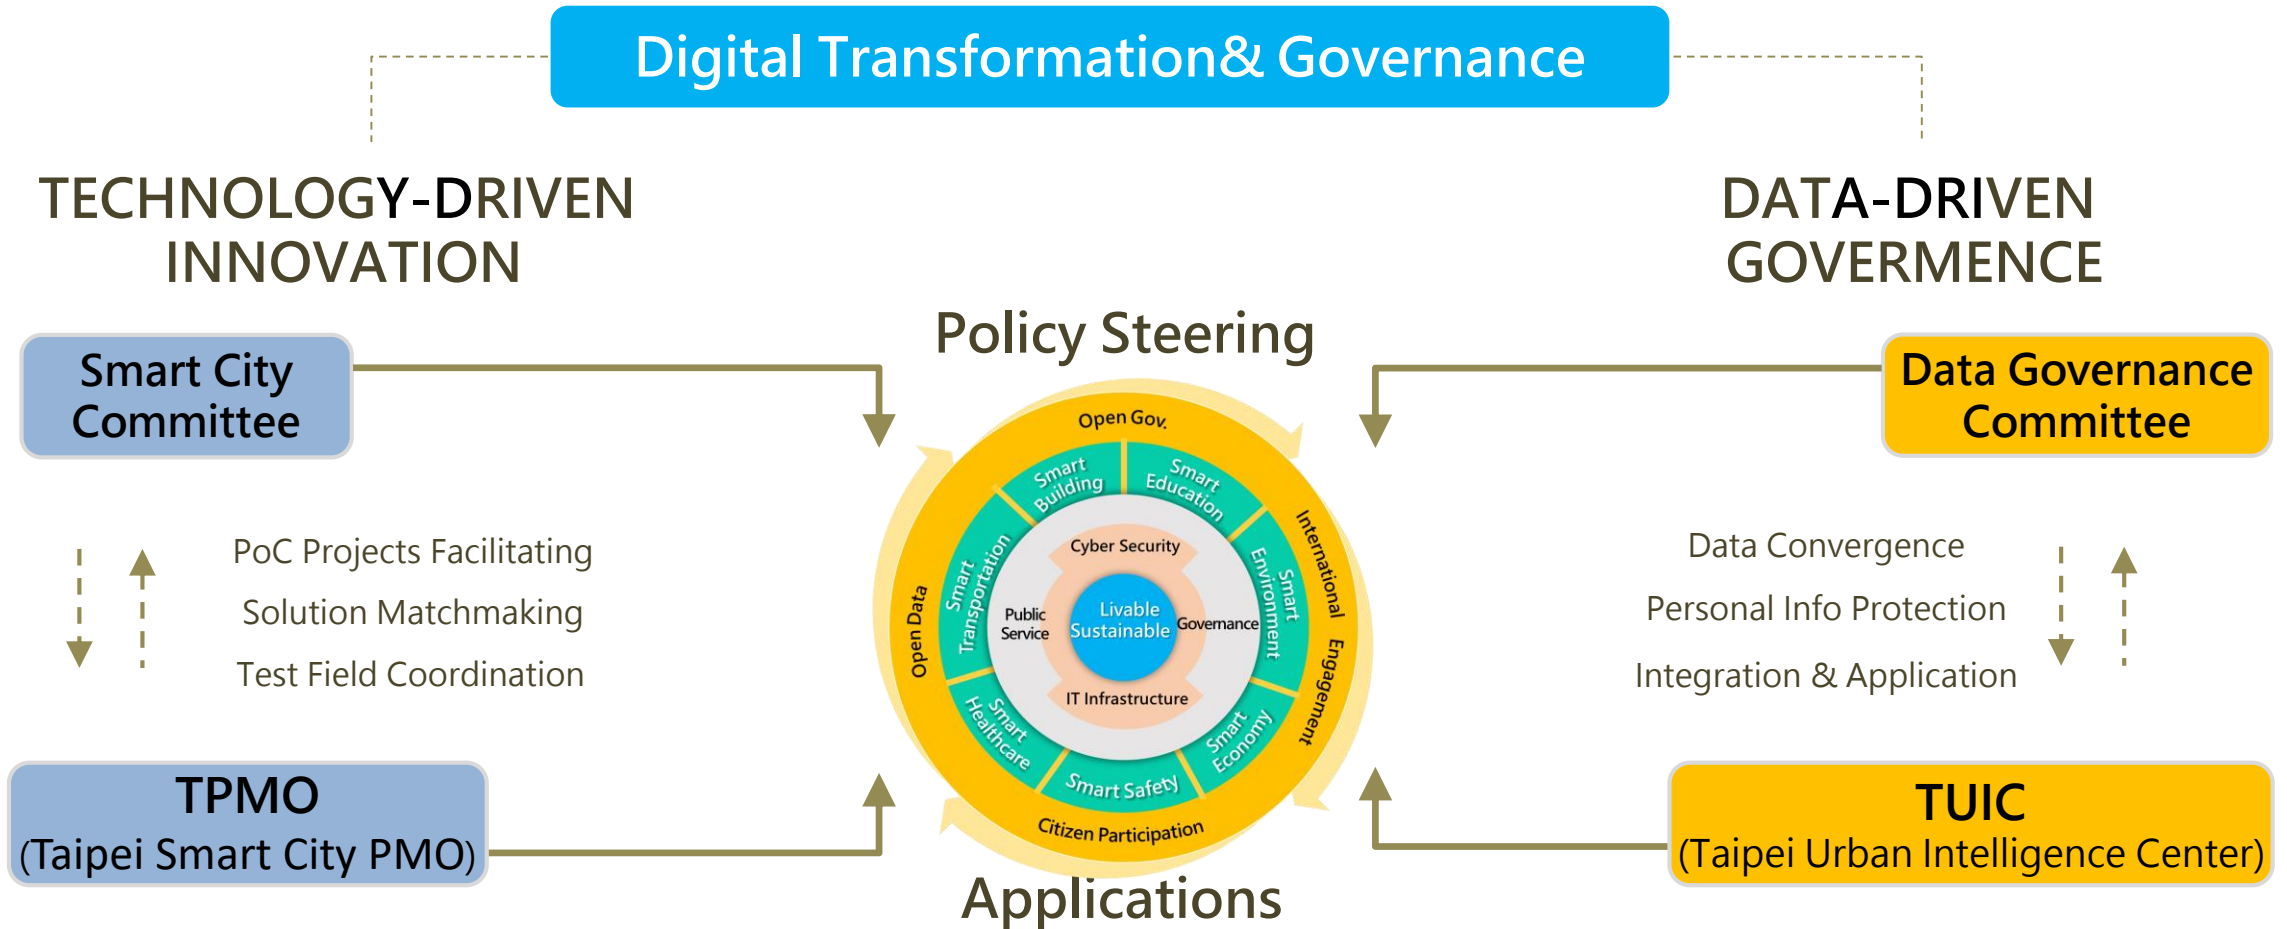 Digital Transformation& Governance
TECHNOLOGY-DRIVEN
INNOVATION
DATA-DRIVEN
GOVERMENCE
Policy Steering
Smart City
Committee
Data Governance
Committee
PoC Projects Facilitating
Solution Matchmaking
Test Field Coordination
Open Gov.
International Engagement
Citizen Participation
Open Data
Smart
Building
Smart
Education
Smart
Environment
Smart
Economy
Smart Safety
Smart
Healthcare
Smart
Transportation
Cyber Security
Public
Service
Livable
Sustainable
Governance
IT Infrastructure
Data Convergence
Personal Info Protection
Integration & Application
TPMO
(Taipei Smart City PMO)
TUIC
(Taipei Urban Intelligence Center)
Applications